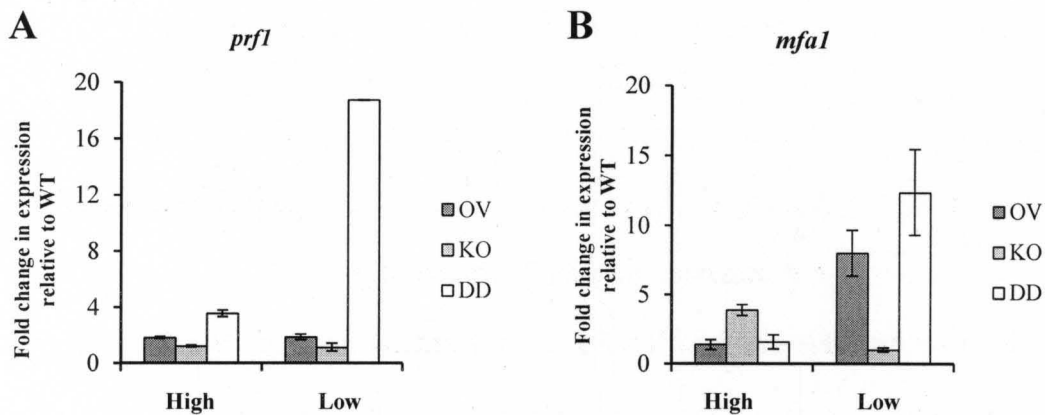 A
prf1
Fold change in expression
relative to WT
20
16
12
8
4
0
High
Low
OV
KO
DD
B
mfa1
Fold change in expression
relative to WT
20
15
10
5
0
High
Low
OV
KO
DD